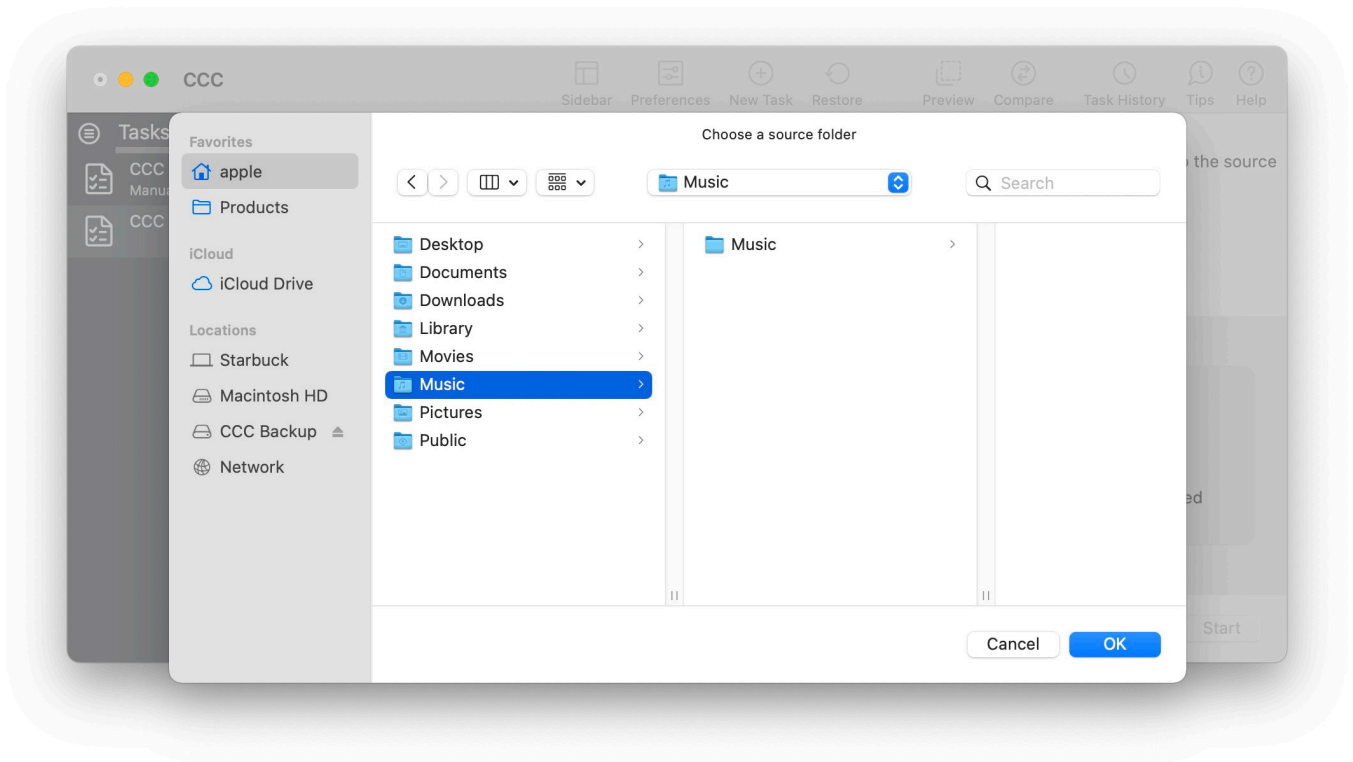 CCC
Sidebar
Preferences
New Task
Restore
Preview
Compare
Task History
Tips
Help
Tasks
CCC
Manua
CCC
the source
ed
Start
Choose a source folder
Favorites
apple
Products
iCloud
iCloud Drive
Locations
Starbuck
Macintosh HD
CCC Backup
Network
Music
Search
Desktop
Documents
Downloads
Library
Movies
Music
Pictures
Public
Music
Cancel
OK